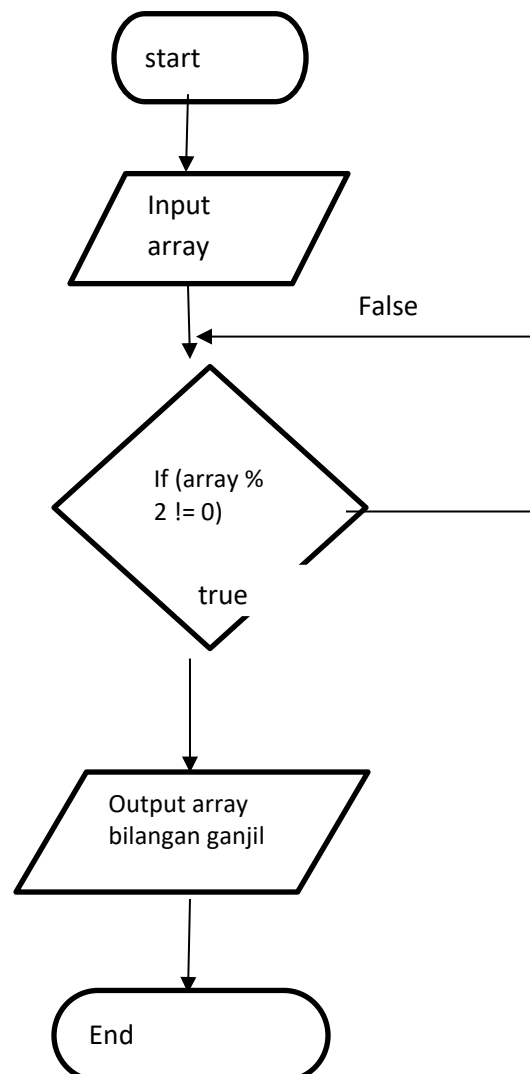 start
Input
array
False
If (array %
2 != 0)
true
Output array
bilangan ganjil
End